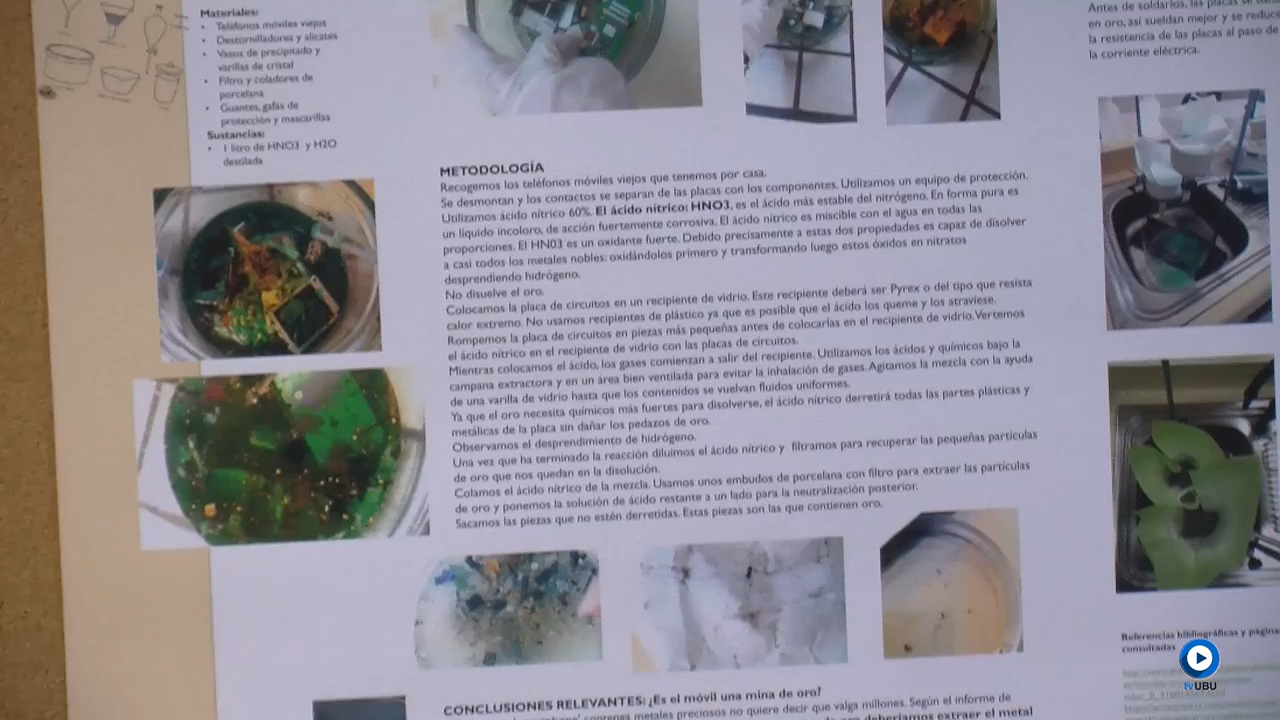 Materiales:
• Teléfonos móviles viejos
• Destornilladores y alicates
• Vasos de precipitado y
varillas de cristal
• Filtro y coladores de
porcelana
• Guantes, gafas de
protección y mascarillas
Sustancias:
• 1 litro de HNO3 y H2O
destilada
METODOLOGÍA
Recogemos los teléfonos móviles viejos que tenemos por casa.
Se desmontan y los contactos se separan de las placas con los componentes. Utilizamos un equipo de protección.
Utilizamos ácido nítrico 60%. El ácido nítrico: HNO3, es el ácido más estable del nitrógeno. En forma pura es
un líquido incoloro, de acción fuertemente corrosiva. El ácido nítrico es miscible con el agua en todas las
proporciones. El HN03 es un oxidante fuerte. Debido precisamente a estas dos propiedades es capaz de disolver
a casi todos los metales nobles: oxidándolos primero y transformando luego estos óxidos en nitratos
desprendiendo hidrógeno.
No disuelve el oro.
Colocamos la placa de circuitos en un recipiente de vidrio. Este recipiente deberá ser Pyrex o del tipo que resista
calor extremo. No usamos recipientes de plástico ya que es posible que el ácido los queme y los atraviese.
Rompemos la placa de circuitos en piezas más pequeñas antes de colocarlas en el recipiente de vidrio. Vertemos
el ácido nítrico en el recipiente de vidrio con las placas de circuitos.
Mientras colocamos el ácido, los gases comienzan a salir del recipiente. Utilizamos los ácidos y químicos bajo la
campana extractora y en un área bien ventilada para evitar la inhalación de gases. Agitamos la mezcla con la ayuda
de una varilla de vidrio hasta que los contenidos se vuelvan fluidos uniformes.
Ya que el oro necesita químicos más fuertes para disolverse, el ácido nítrico derretirá todas las partes plásticas y
metálicas de la placa sin dañar los pedazos de oro.
Observamos el desprendimiento de hidrógeno.
Una vez que ha terminado la reacción diluimos el ácido nítrico y filtramos para recuperar las pequeñas partículas
de oro que nos quedan en la disolución.
Colamos el ácido nítrico de la mezcla. Usamos unos embudos de porcelana con filtro para extraer las partículas
de oro y ponemos la solución de ácido restante a un lado para la neutralización posterior.
Sacamos las piezas que no estén derretidas. Estas piezas son las que contienen oro.
CONCLUSIONES RELEVANTES: ¿Es el móvil una mina de oro?
contenga metales preciosos no quiere decir que valga millones. Según el informe de
deberíamos extraer el metal
Antes de soldarlos, las placas se
en oro, así sueldan mejor y se reduce
la resistencia de las placas al paso de
la corriente eléctrica.
Referencias bibliográficas y página
consultadas
tvUBU